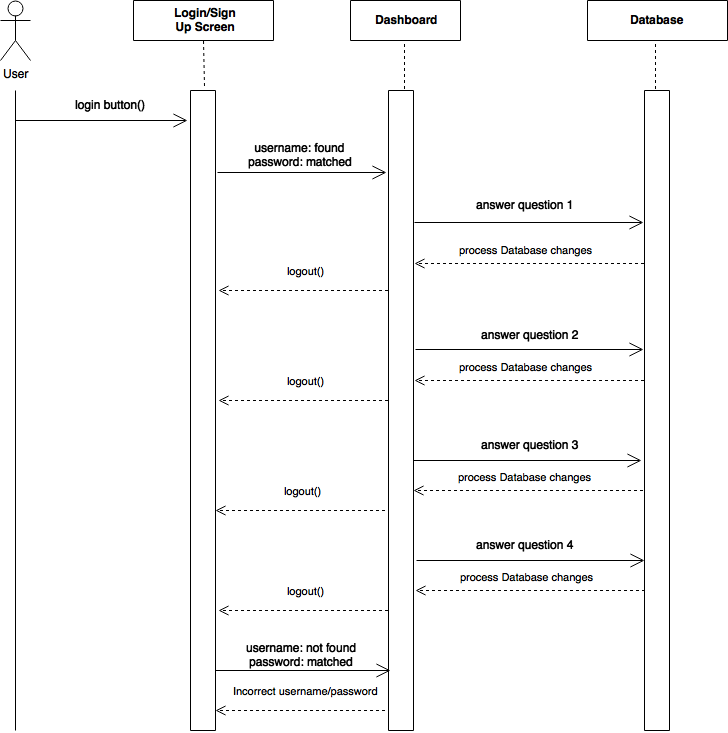 Login/Sign
Up Screen
Dashboard
Database
User
login button()
username: found
password: matched
answer question 1
process Database changes
logout()
answer question 2
process Database changes
logout()
answer question 3
process Database changes
logout()
answer question 4
process Database changes
logout()
username: not found
password: matched
Incorrect username/password